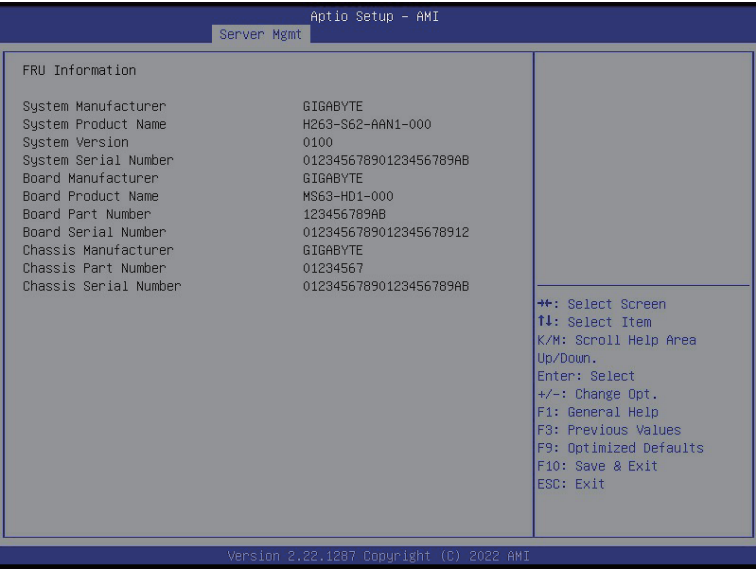 Aptio Setup – AMI
Server Mgmt
FRU Information
System Manufacturer GIGABYTE
System Product Name H263-S62-AAN1-000
System Version 0100
System Serial Number 01234567890123456789AB
Board Manufacturer GIGABYTE
Board Product Name MS63-HD1-000
Board Part Number 123456789AB
Board Serial Number 0123456789012345678912
Chassis Manufacturer GIGABYTE
Chassis Part Number 01234567
Chassis Serial Number 01234567890123456789AB
→←: Select Screen
↑↓: Select Item
K/M: Scroll Help Area
Up/Down.
Enter: Select
+/-: Change Opt.
F1: General Help
F3: Previous Values
F9: Optimized Defaults
F10: Save & Exit
ESC: Exit
Version 2.22.1287 Copyright (C) 2022 AMI